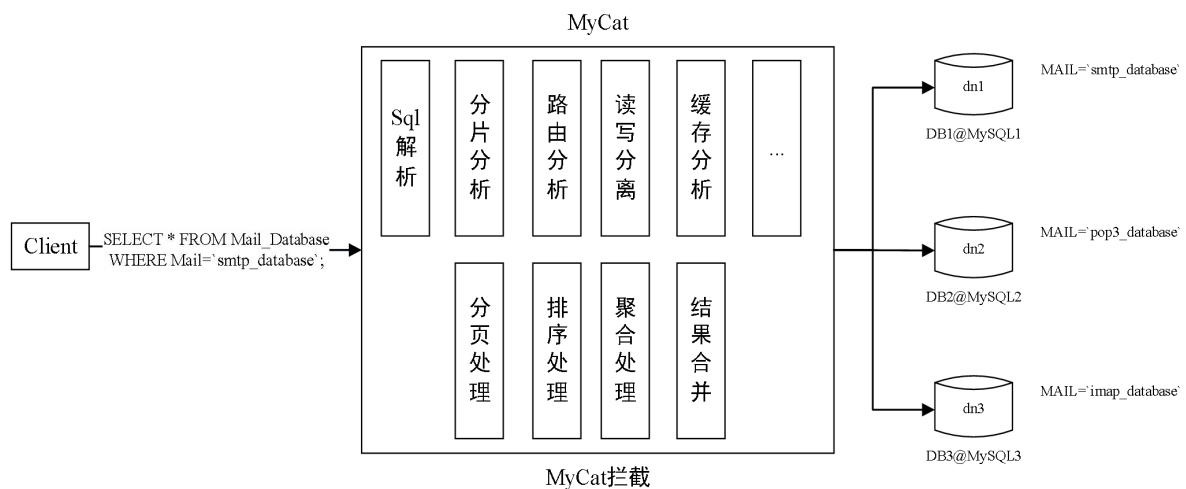 MyCat
Sql解析
分片分析
路由分析
读写分离
缓存分析
...
分页处理
排序处理
聚合处理
结果合并
MyCat拦截
Client
SELECT * FROM Mail_Database
WHERE Mail=`smtp_database`;
dn1
DB1@MySQL1
MAIL=`smtp_database`
dn2
DB2@MySQL2
MAIL=`pop3_database`
dn3
DB3@MySQL3
MAIL=`imap_database`